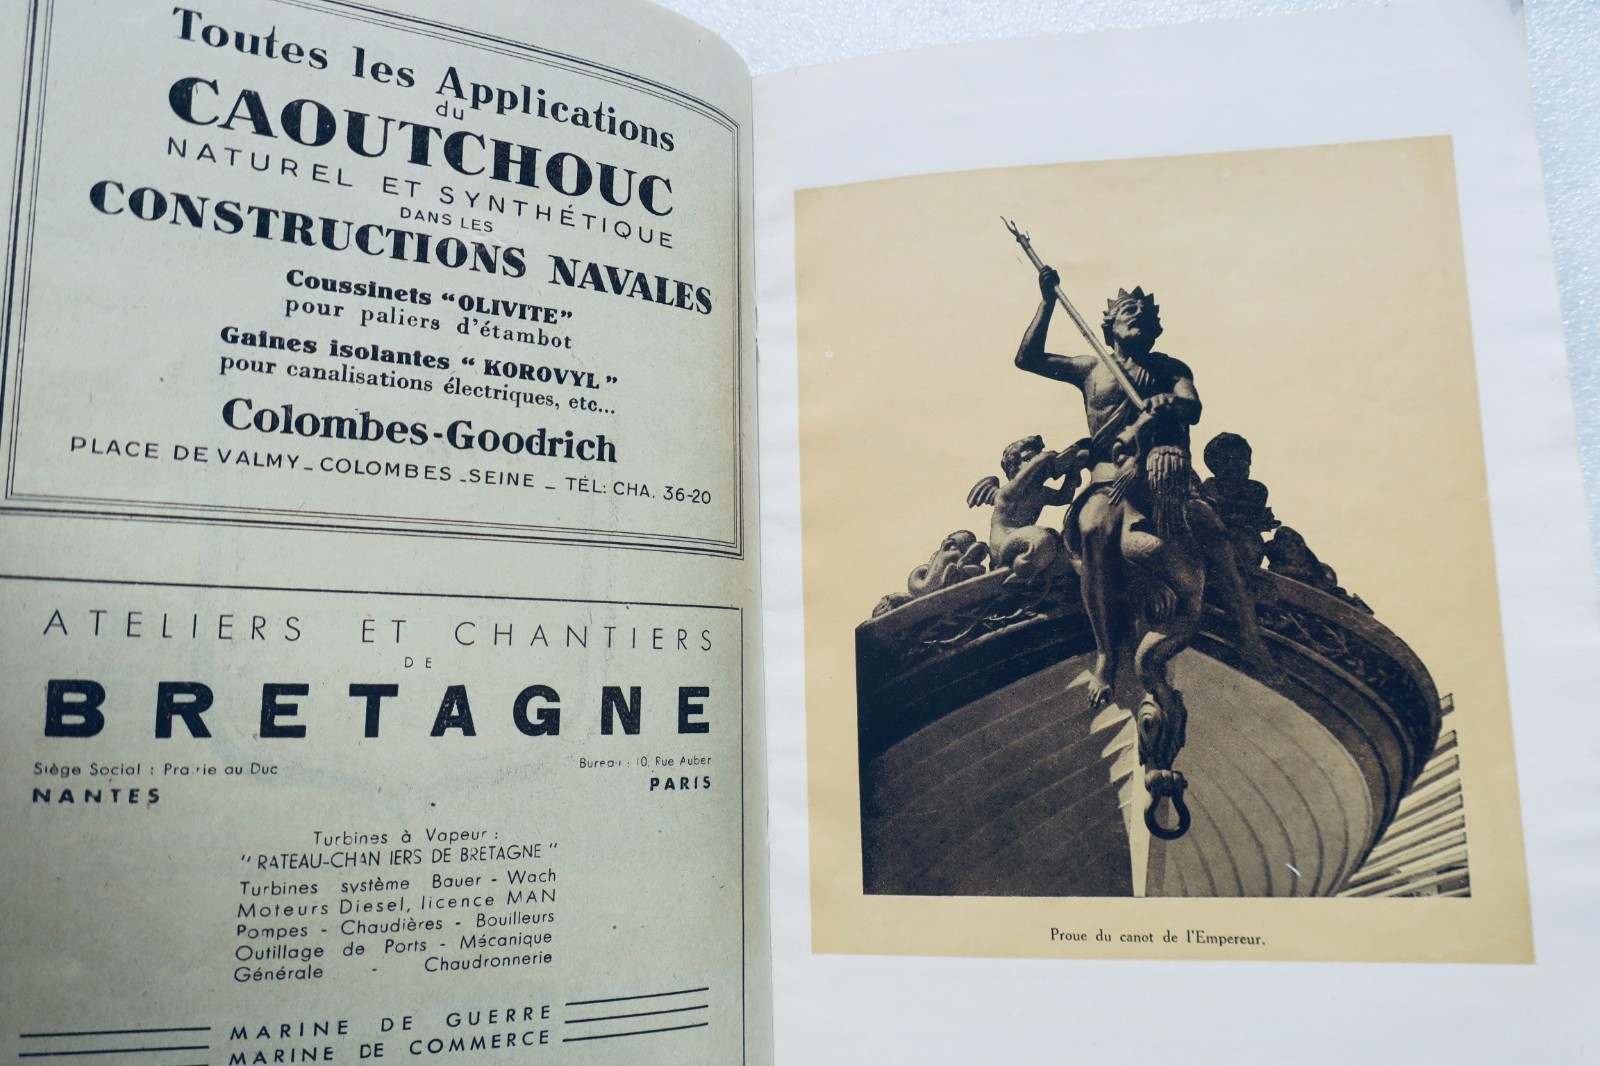 Toutes les Applications
du
CAOUTCHOUC
NATUREL ET SYNTHÉTIQUE
DANS LES
CONSTRUCTIONS NAVALES
Coussinets "OLIVITE"
pour paliers d'étambot
Gaines isolantes " KOROVYL "
pour canalisations électriques, etc...
Colombes-Goodrich
PLACE DE VALMY_COLOMBES_SEINE _ TÉL: CHA. 36-20
ATELIERS ET CHANTIERS
DE
BRETAGNE
Siège Social : Prairie au Duc
NANTES
Bureau : 10, Rue Auber
PARIS
Turbines à Vapeur :
" RATEAU-CHANTIERS DE BRETAGNE "
Turbines système Bauer - Wach
Moteurs Diesel, licence MAN
Pompes - Chaudières - Bouilleurs
Outillage de Ports - Mécanique
Générale - Chaudronnerie
MARINE DE GUERRE
MARINE DE COMMERCE
Proue du canot de l'Empereur.